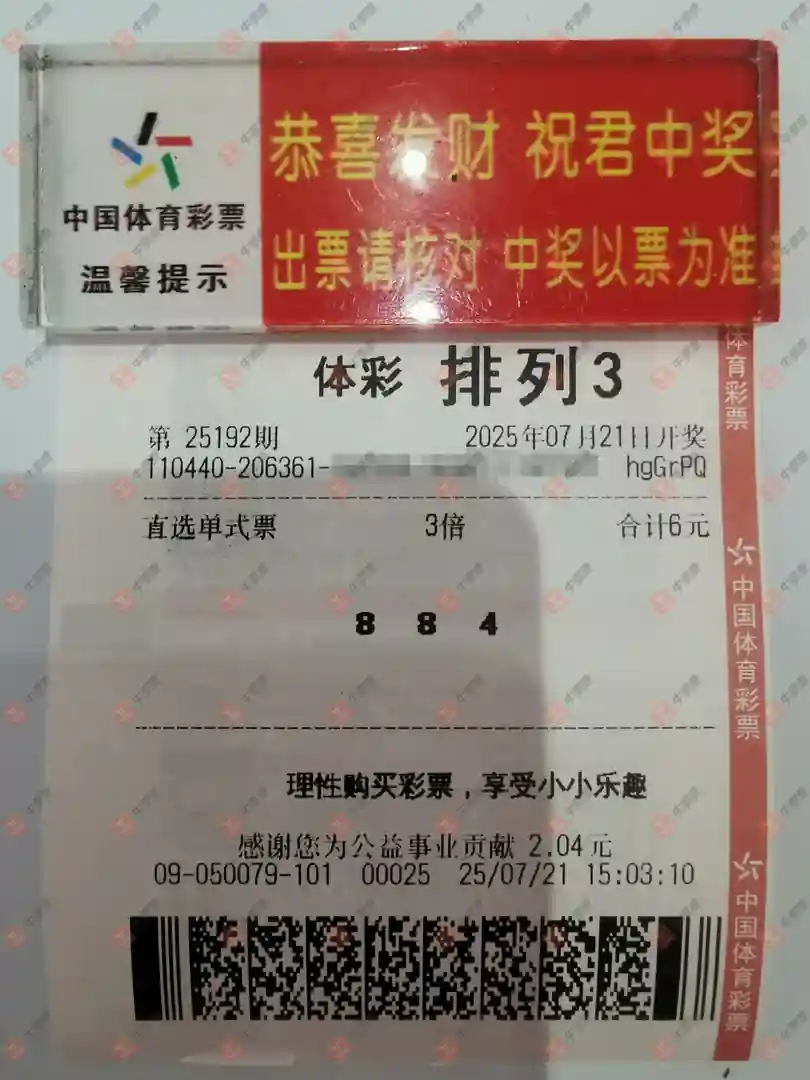 恭喜发财 祝君中奖
中国体育彩票
温馨提示
出票请核对 中奖以票为准
体彩 排列3
第 25192期 2025年07月21日开奖
110440-206361- hgGrPQ
直选单式票 3倍 合计6元
8 8 4
理性购买彩票，享受小小乐趣
感谢您为公益事业贡献 2.04元
09-050079-101 00025 25/07/21 15:03:10
体育彩票
中国体育彩票
中国体育彩票